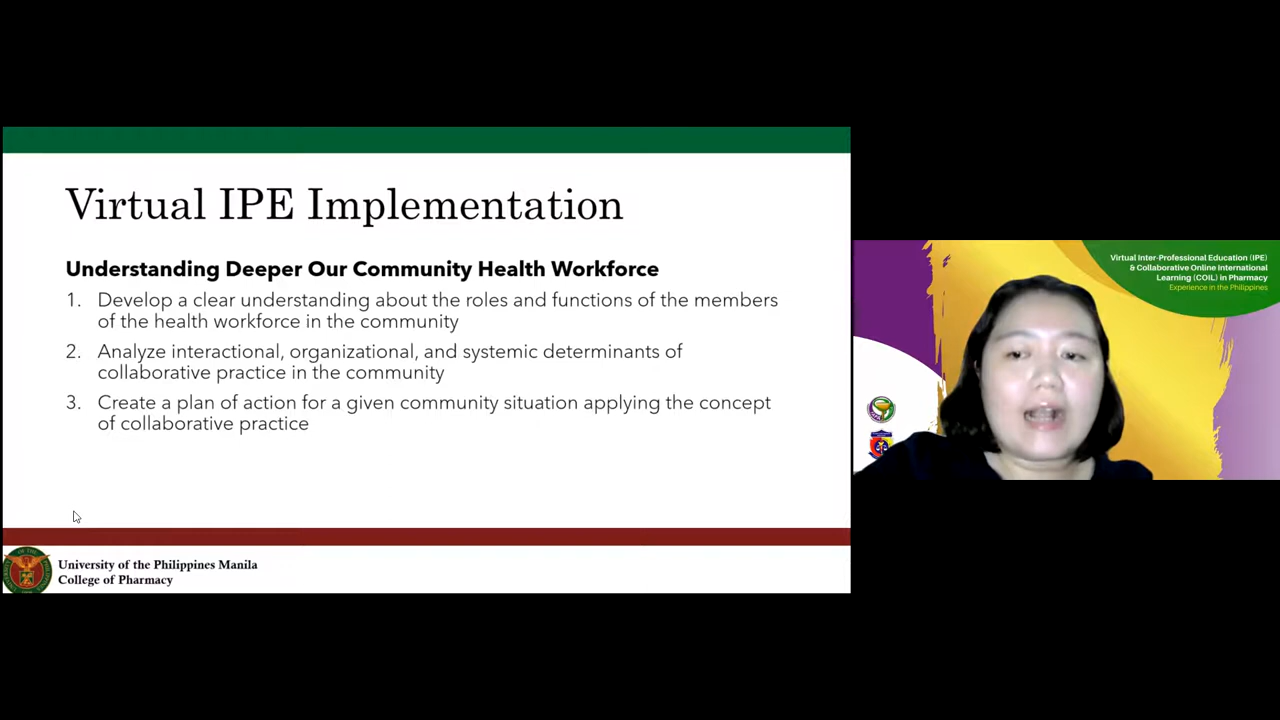 Virtual IPE Implementation
Understanding Deeper Our Community Health Workforce
1. Develop a clear understanding about the roles and functions of the members
of the health workforce in the community
2. Analyze interactional, organizational, and systemic determinants of
collaborative practice in the community
3. Create a plan of action for a given community situation applying the concept
of collaborative practice
University of the Philippines Manila
College of Pharmacy
Virtual Inter-Professional Education (IPE)
& Collaborative Online International
Learning (COIL) in Pharmacy
Experience in the Philippines